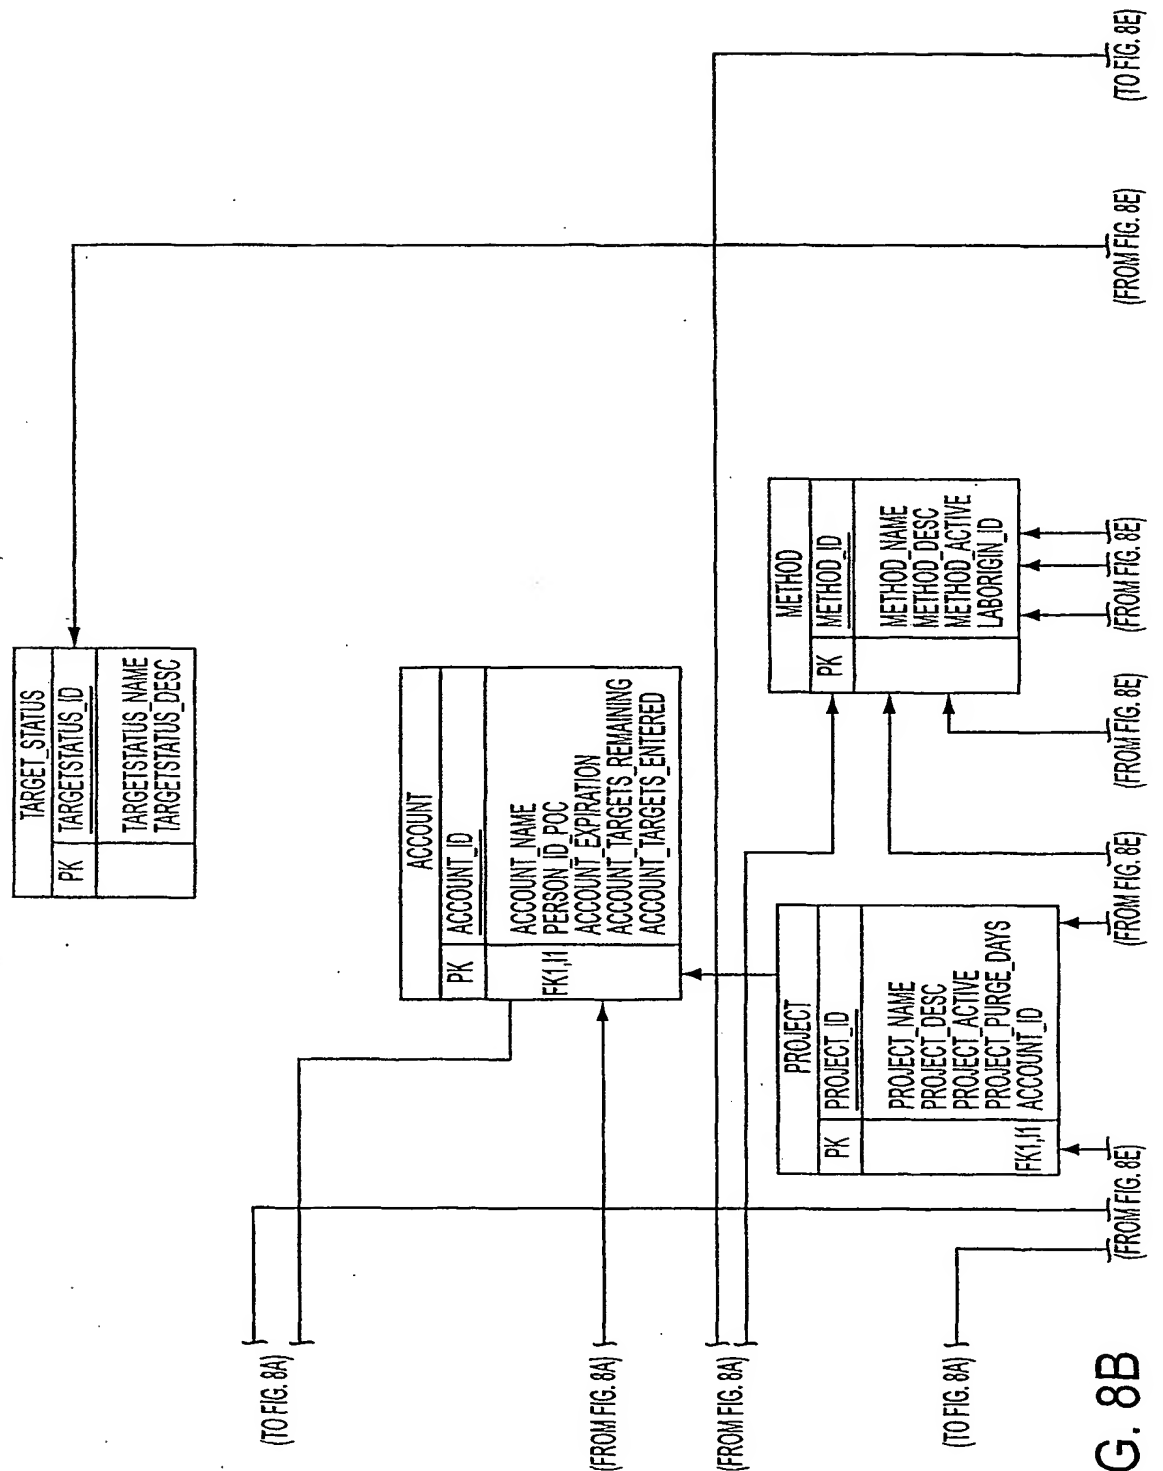 TARGET_STATUS
PK TARGETSTATUS_ID
TARGETSTATUS_NAME
TARGETSTATUS_DESC
(TO FIG. 8A)
ACCOUNT
PK ACCOUNT_ID
ACCOUNT_NAME
FK1,I1 PERSON_ID_POC
ACCOUNT_EXPIRATION
ACCOUNT_TARGETS_REMAINING
ACCOUNT_TARGETS_ENTERED
(FROM FIG. 8A)
(FROM FIG. 8A)
PROJECT
PK PROJECT_ID
PROJECT_NAME
PROJECT_DESC
PROJECT_ACTIVE
PROJECT_PURGE_DAYS
FK1,I1 ACCOUNT_ID
METHOD
PK METHOD_ID
METHOD_NAME
METHOD_DESC
METHOD_ACTIVE
LABORIGIN_ID
(TO FIG. 8A)
(FROM FIG. 8E)
(FROM FIG. 8E)
(FROM FIG. 8E)
(FROM FIG. 8E)
(FROM FIG. 8E)
(TO FIG. 8E)
G. 8B